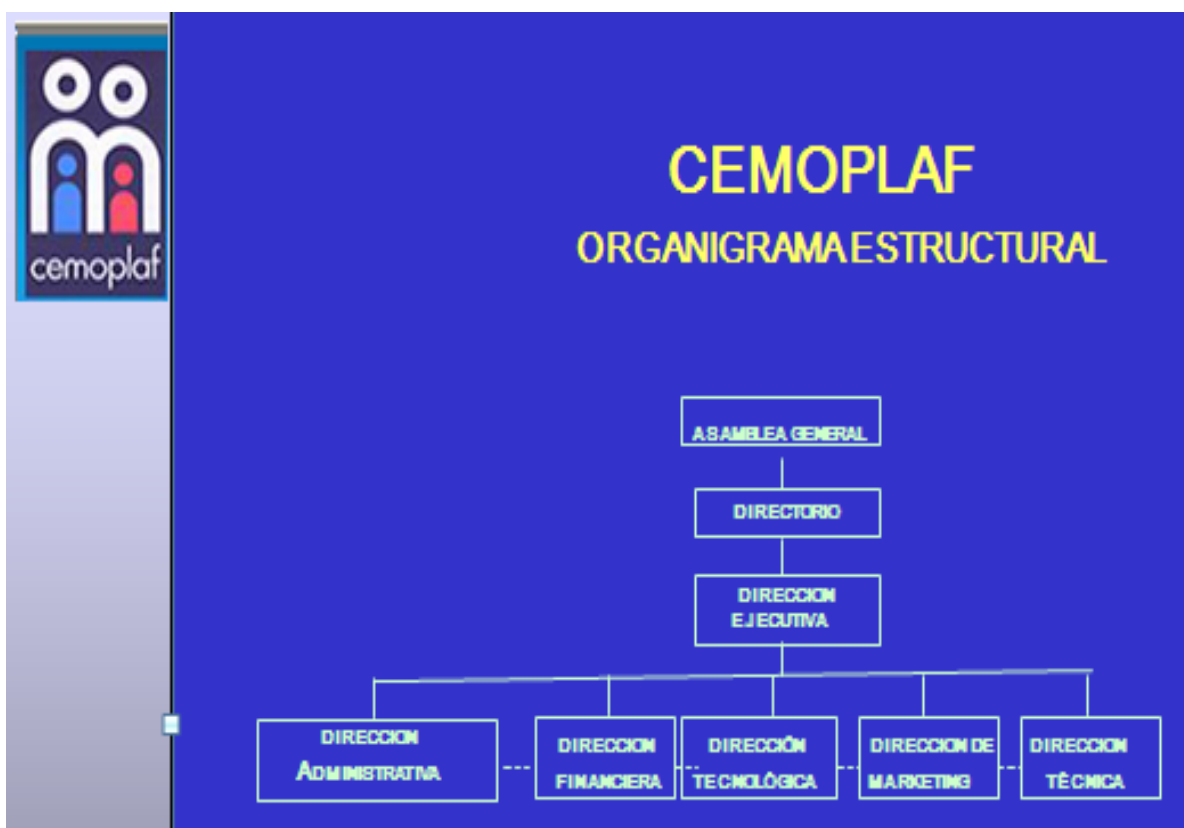 cemoplaf
CEMOPLAF
ORGANIGRAMA ESTRUCTURAL
ASAMBLEA GENERAL
DIRECTORIO
DIRECCION
EJECUTIVA
DIRECCION
ADMINISTRATIVA
DIRECCION
FINANCIERA
DIRECCIÓN
TECNOLÓGICA
DIRECCION DE
MARKETING
DIRECCION
TÉCNICA